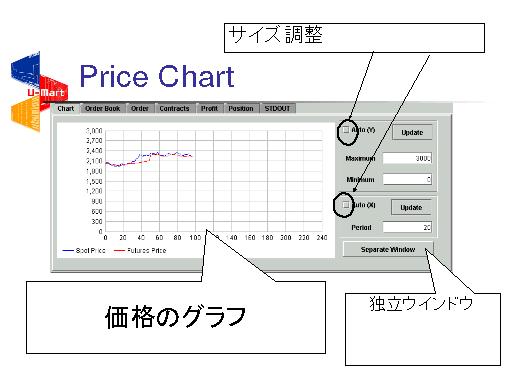 サイズ調整
U-Mart
Price Chart
Chart Order Book Order Contracts Profit Position STDOUT
3,000
2,700
2,400
2,100
1,800
1,500
1,200
900
600
300
0
0 20 40 60 80 100 120 140 160 180 200 220 240
Spot Price Futures Price
Auto (Y) Update
Maximum 3000
Minimum 0
Auto (X) Update
Period 20
Separate Window
価格のグラフ
独立ウインドウ